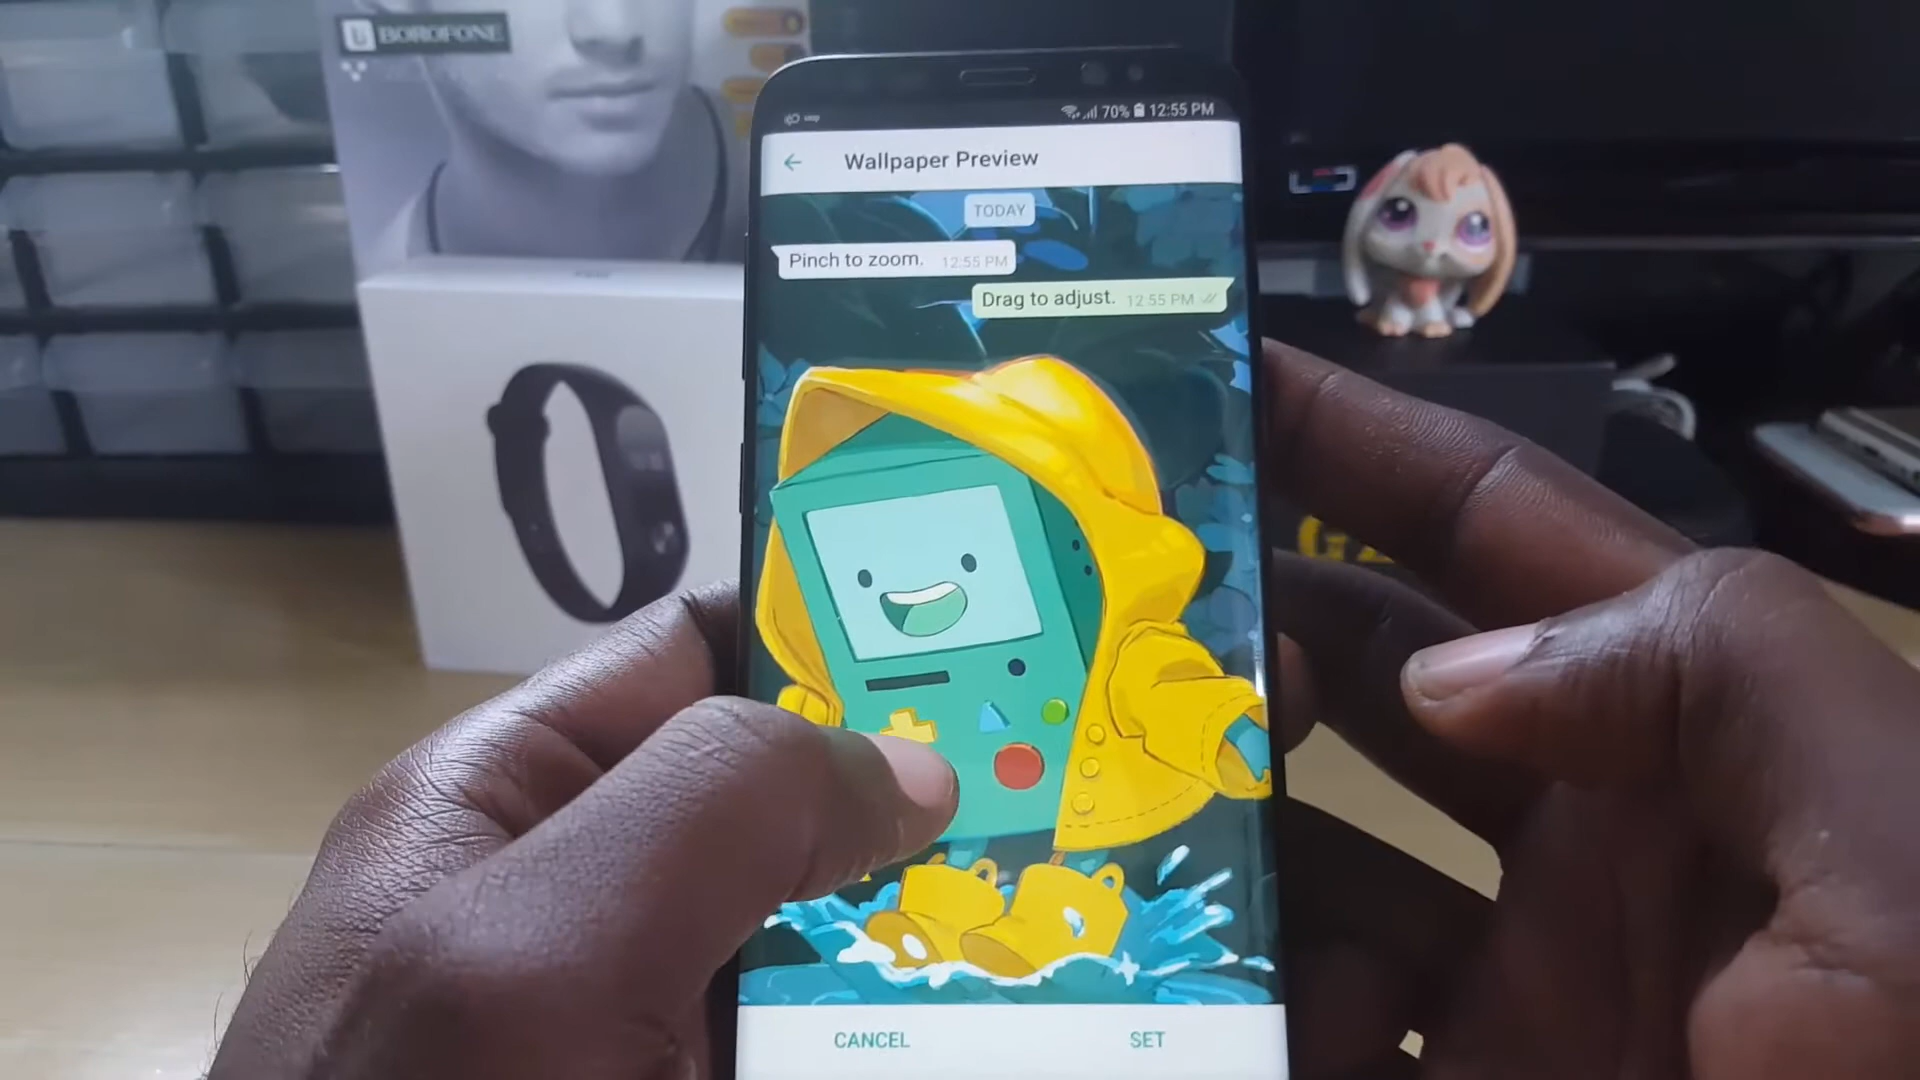 BOROFONE
70% 12:55 PM
Wallpaper Preview
TODAY
Pinch to zoom. 12:55 PM
Drag to adjust. 12:55 PM
CANCEL SET